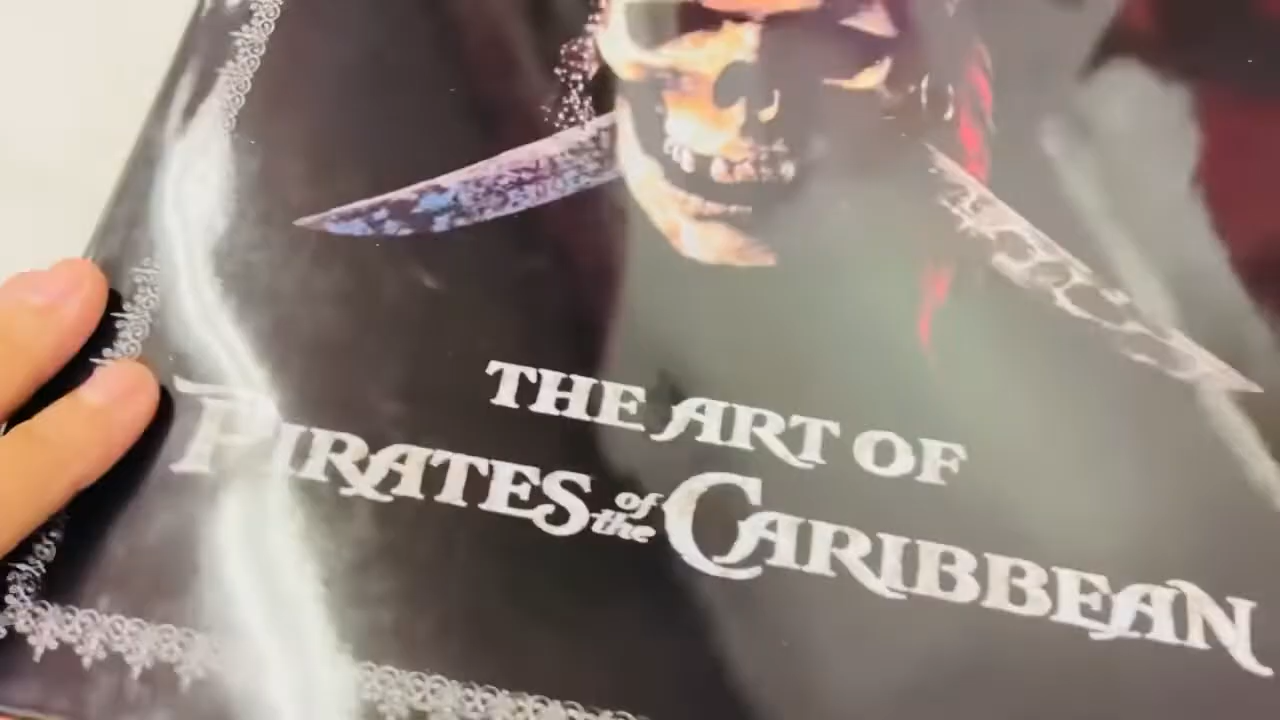 THE ART OF
PIRATES of the CARIBBEAN